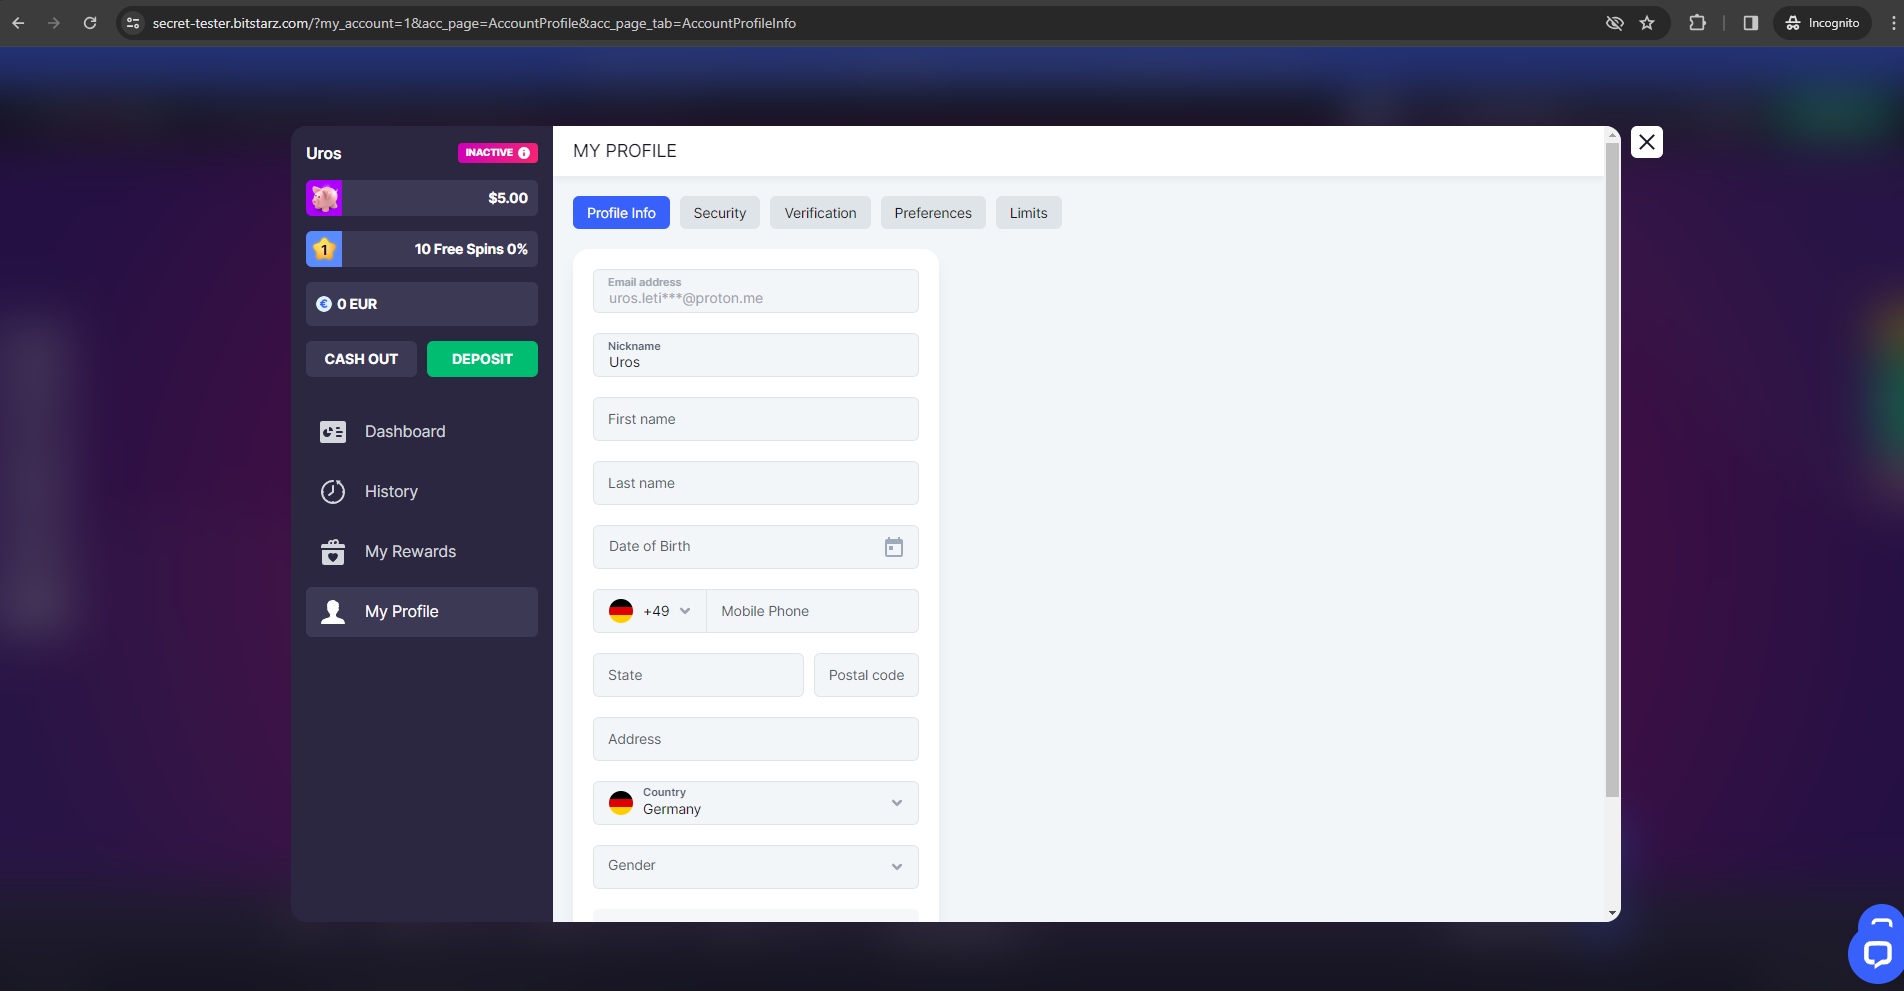 secret-tester.bitstarz.com/?my_account=1&acc_page=AccountProfile&acc_page_tab=AccountProfileInfo
Incognito
Uros
INACTIVE
$5.00
1
10 Free Spins 0%
€ 0 EUR
CASH OUT
DEPOSIT
Dashboard
History
My Rewards
My Profile
MY PROFILE
Profile Info
Security
Verification
Preferences
Limits
Email address
uros.leti***@proton.me
Nickname
Uros
First name
Last name
Date of Birth
+49
Mobile Phone
State
Postal code
Address
Country
Germany
Gender